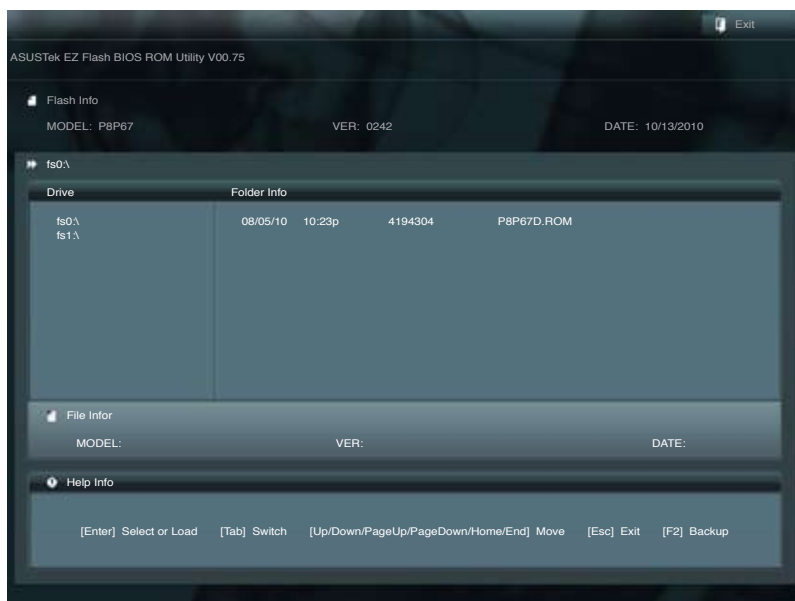 Exit
ASUSTek EZ Flash BIOS ROM Utility V00.75
Flash Info
MODEL: P8P67 VER: 0242 DATE: 10/13/2010
fs0:\
Drive Folder Info
fs0:\ 08/05/10 10:23p 4194304 P8P67D.ROM
fs1:\
File Infor
MODEL: VER: DATE:
Help Info
[Enter] Select or Load [Tab] Switch [Up/Down/PageUp/PageDown/Home/End] Move [Esc] Exit [F2] Backup